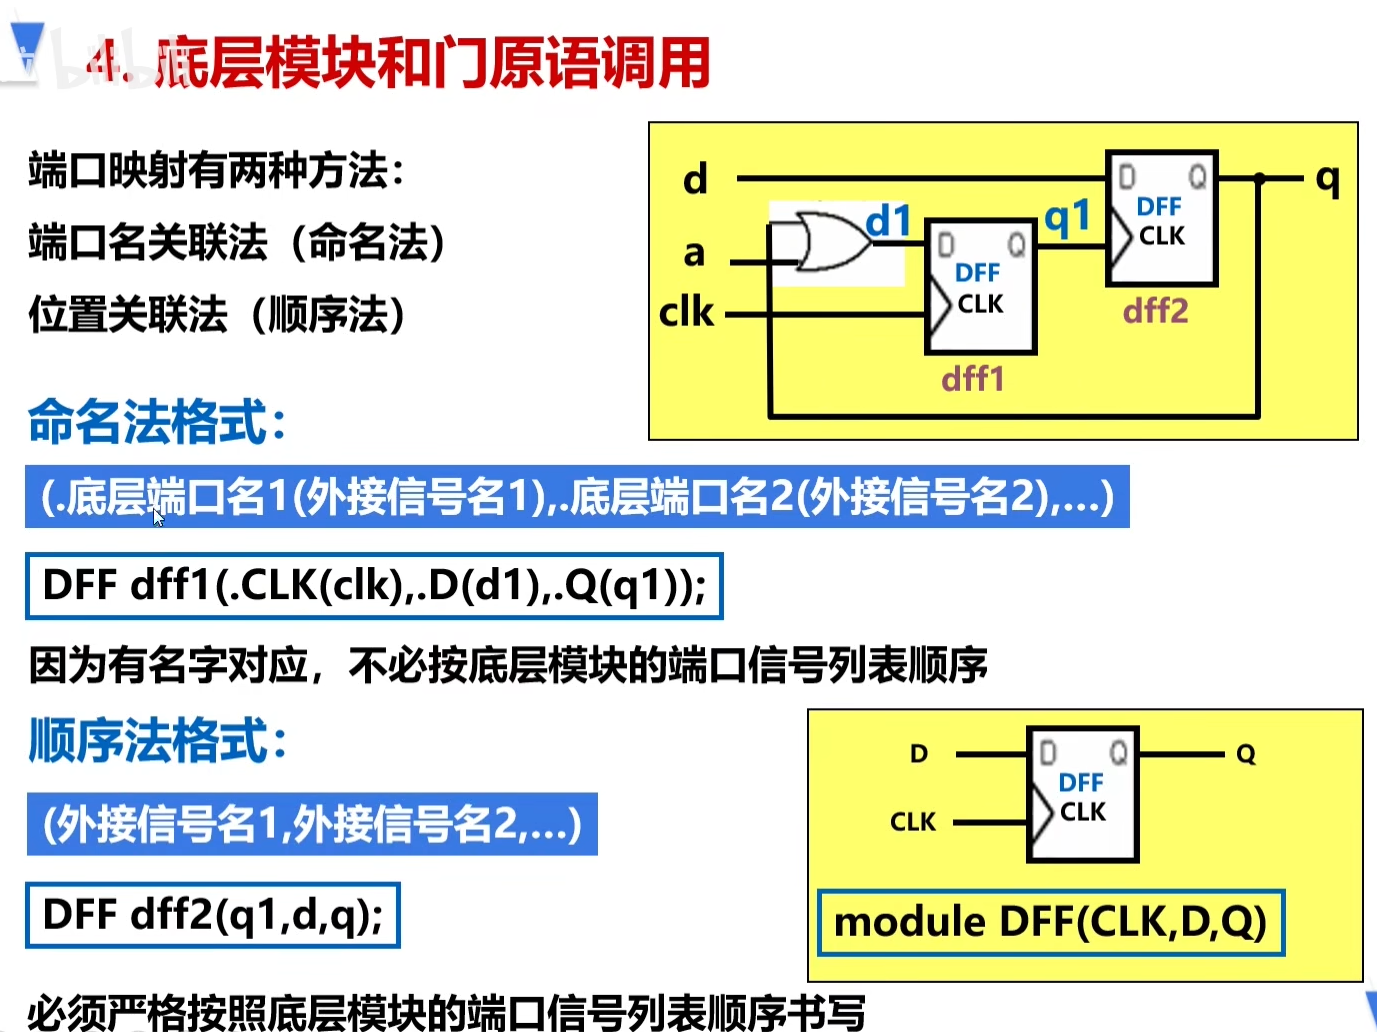 4. 底层模块和门原语调用
端口映射有两种方法：
端口名关联法（命名法）
位置关联法（顺序法）
d
a
clk
d1
D Q
DFF
CLK
dff1
q1
D Q
DFF
CLK
dff2
q
命名法格式：
(.底层端口名1(外接信号名1),.底层端口名2(外接信号名2),...)
DFF dff1(.CLK(clk),.D(d1),.Q(q1));
因为有名字对应，不必按底层模块的端口信号列表顺序
顺序法格式：
(外接信号名1,外接信号名2,...)
DFF dff2(q1,d,q);
必须严格按照底层模块的端口信号列表顺序书写
D
CLK
D Q
DFF
CLK
Q
module DFF(CLK,D,Q)